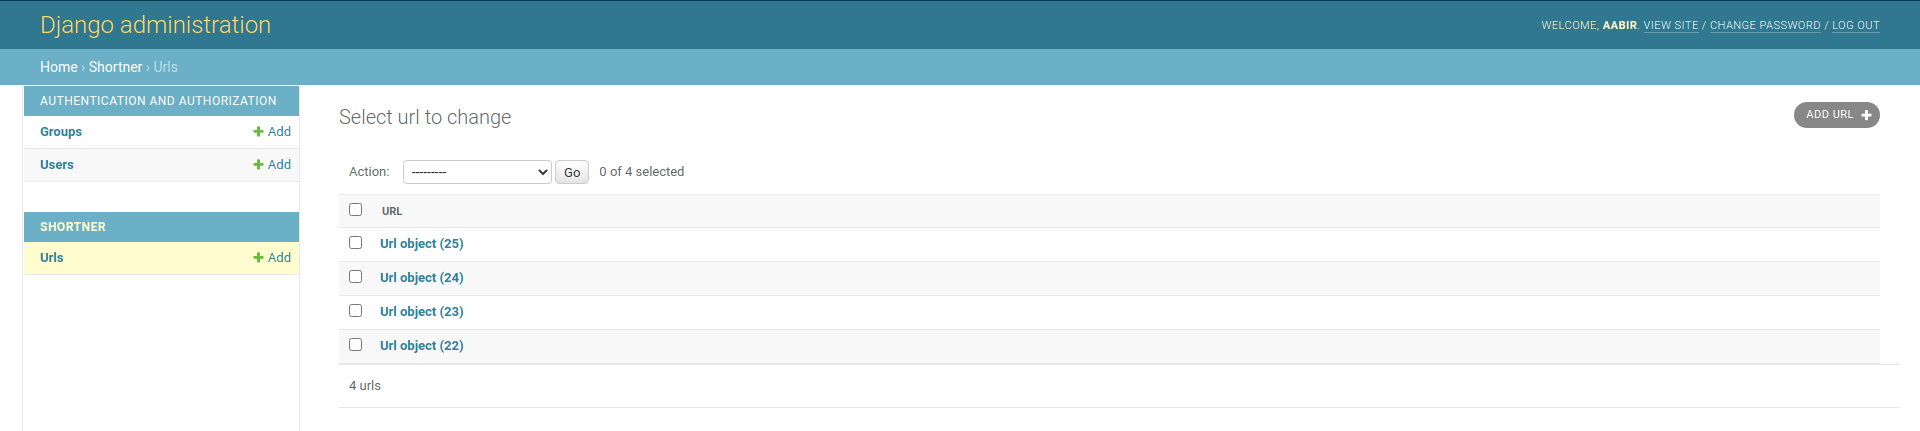 Django administration
WELCOME, AABIR. VIEW SITE / CHANGE PASSWORD / LOG OUT
Home › Shortner › Urls
AUTHENTICATION AND AUTHORIZATION
Groups + Add
Users + Add
SHORTNER
Urls + Add
Select url to change
ADD URL +
Action: --------- Go 0 of 4 selected
URL
Url object (25)
Url object (24)
Url object (23)
Url object (22)
4 urls